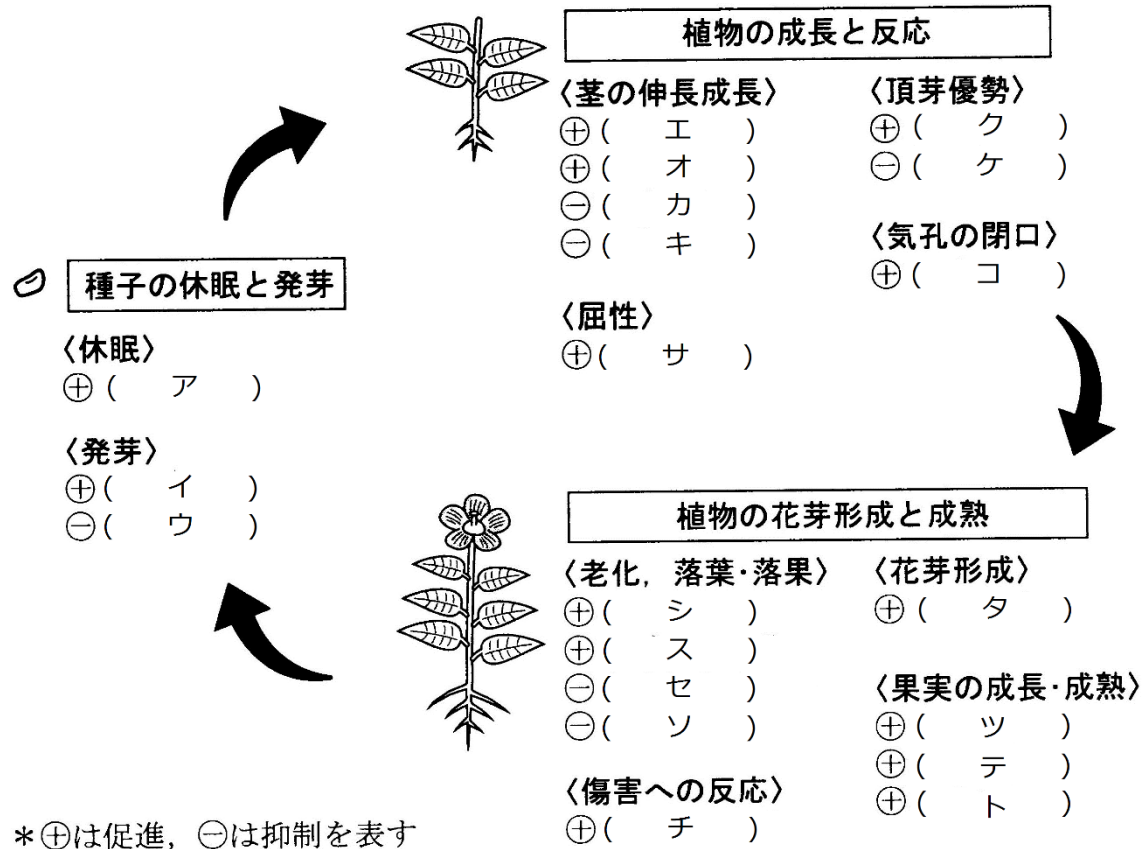 植物の成長と反応
〈茎の伸長成長〉
⊕( エ )
⊕( オ )
⊖( カ )
⊖( キ )
〈頂芽優勢〉
⊕( ク )
⊖( ケ )
〈気孔の閉口〉
⊕( コ )
〈屈性〉
⊕( サ )
種子の休眠と発芽
〈休眠〉
⊕( ア )
〈発芽〉
⊕( イ )
⊖( ウ )
植物の花芽形成と成熟
〈老化，落葉・落果〉
⊕( シ )
⊕( ス )
⊖( セ )
⊖( ソ )
〈花芽形成〉
⊕( タ )
〈果実の成長・成熟〉
⊕( ツ )
⊕( テ )
⊕( ト )
〈傷害への反応〉
⊕( チ )
*⊕は促進，⊖は抑制を表す